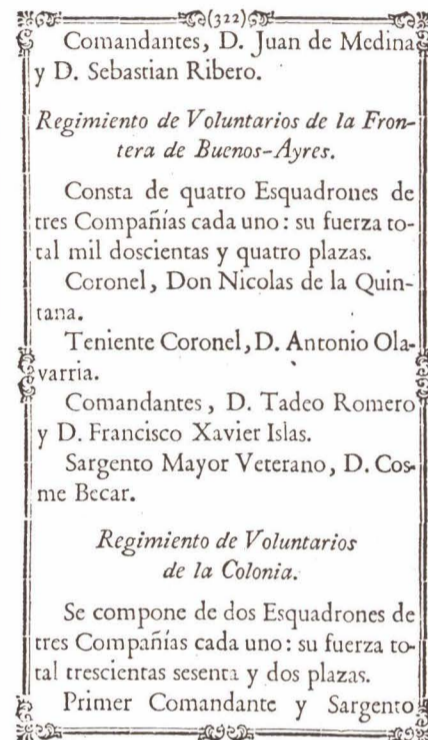 (322)
Comandantes, D. Juan de Medina
y D. Sebastian Ribero.
Regimiento de Voluntarios de la Fron-
tera de Buenos-Ayres.
Consta de quatro Esquadrones de
tres Compañías cada uno: su fuerza to-
tal mil doscientas y quatro plazas.
Coronel, Don Nicolas de la Quin-
tana.
Teniente Coronel, D. Antonio Ola-
varria.
Comandantes, D. Tadeo Romero
y D. Francisco Xavier Islas.
Sargento Mayor Veterano, D. Cos-
me Becar.
Regimiento de Voluntarios
de la Colonia.
Se compone de dos Esquadrones de
tres Compañías cada uno: su fuerza to-
tal trescientas sesenta y dos plazas.
Primer Comandante y Sargento